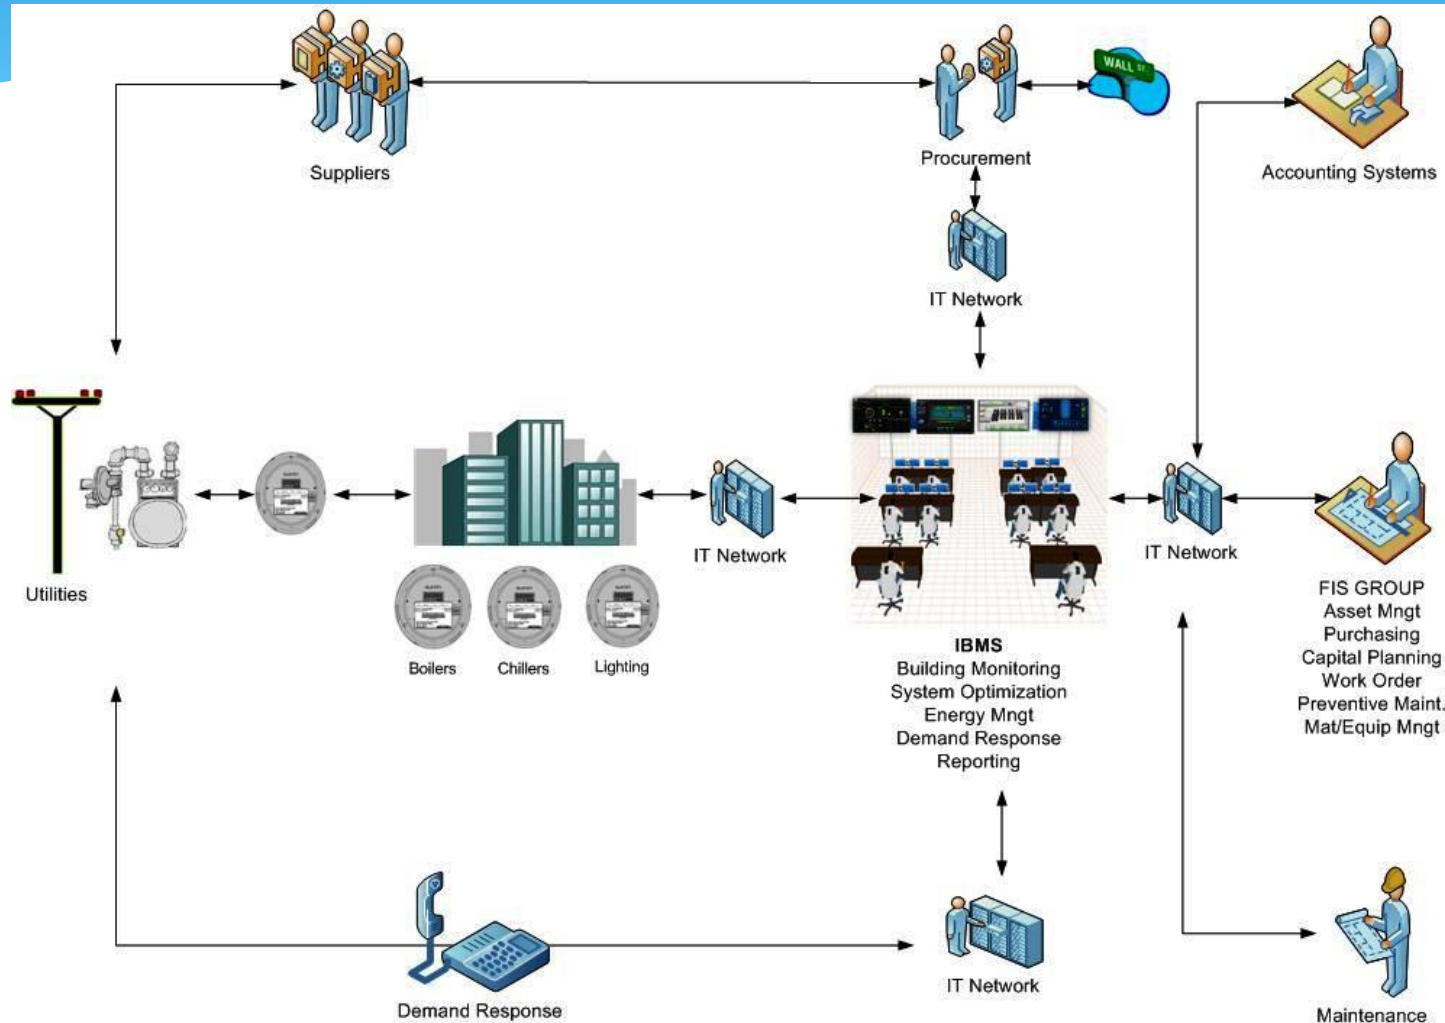 WALL ST.
Suppliers
Procurement
Accounting Systems
IT Network
Utilities
IT Network
IT Network
Boilers
Chillers
Lighting
IBMS
Building Monitoring
System Optimization
Energy Mngt
Demand Response
Reporting
FIS GROUP
Asset Mngt
Purchasing
Capital Planning
Work Order
Preventive Maint.
Mat/Equip Mngt
IT Network
Demand Response
Maintenance